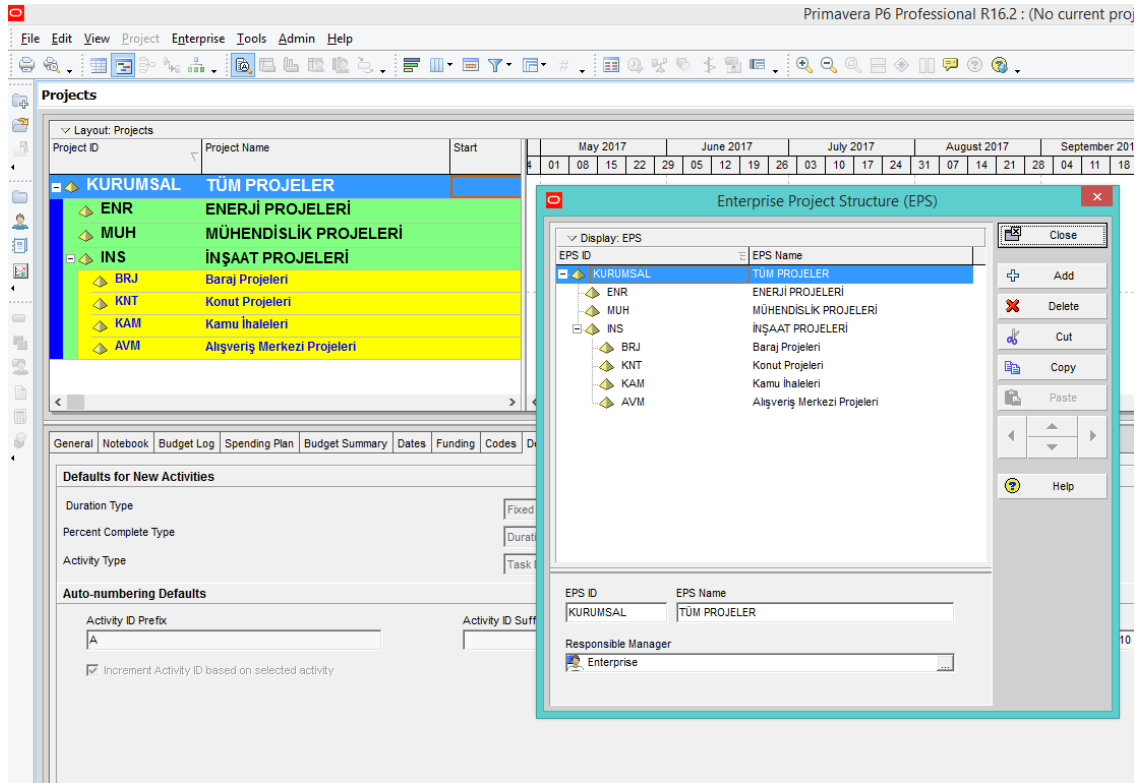 Primavera P6 Professional R16.2 : (No current proj
File Edit View Project Enterprise Tools Admin Help
Projects
Layout: Projects
Project ID Project Name Start
May 2017 June 2017 July 2017 August 2017 September 201
4 01 08 15 22 29 05 12 19 26 03 10 17 24 31 07 14 21 28 04 11 18
KURUMSAL TÜM PROJELER
ENR ENERJİ PROJELERİ
MUH MÜHENDİSLİK PROJELERİ
INS İNŞAAT PROJELERİ
BRJ Baraj Projeleri
KNT Konut Projeleri
KAM Kamu İhaleleri
AVM Alışveriş Merkezi Projeleri
General Notebook Budget Log Spending Plan Budget Summary Dates Funding Codes De
Defaults for New Activities
Duration Type Fixed
Percent Complete Type Durati
Activity Type Task
Auto-numbering Defaults
Activity ID Prefix Activity ID Suff
A 10
Increment Activity ID based on selected activity
Enterprise Project Structure (EPS)
Display: EPS
EPS ID EPS Name
KURUMSAL TÜM PROJELER
ENR ENERJİ PROJELERİ
MUH MÜHENDİSLİK PROJELERİ
INS İNŞAAT PROJELERİ
BRJ Baraj Projeleri
KNT Konut Projeleri
KAM Kamu İhaleleri
AVM Alışveriş Merkezi Projeleri
EPS ID EPS Name
KURUMSAL TÜM PROJELER
Responsible Manager
Enterprise ...
Close
Add
Delete
Cut
Copy
Paste
Help